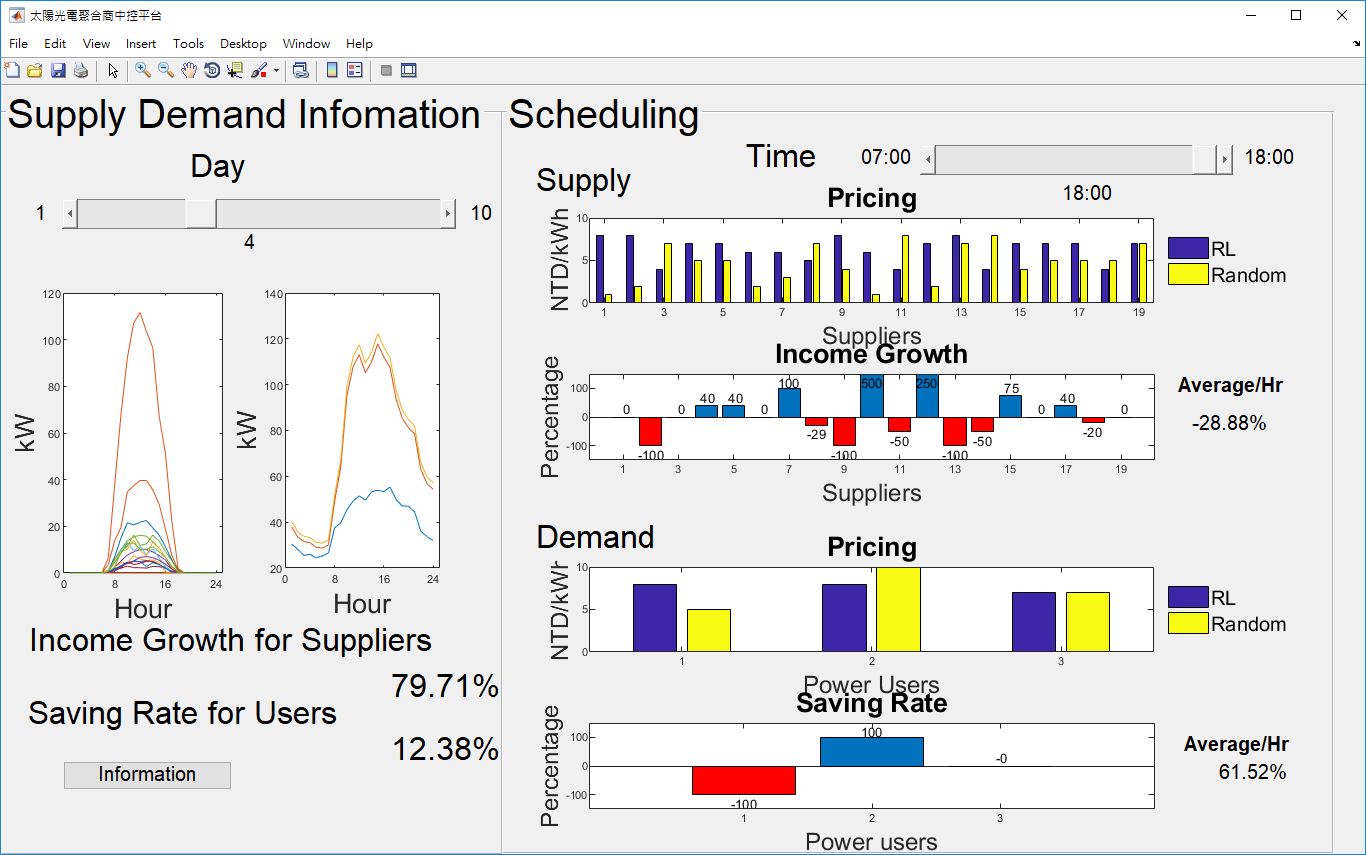 太陽光電聚合商中控平台
File Edit View Insert Tools Desktop Window Help
Supply Demand Infomation
Day
1 10
4
kW
120
100
80
60
40
20
0
0 8 16 24
Hour
kW
140
120
100
80
60
40
20
0 8 16 24
Hour
Income Growth for Suppliers
79.71%
Saving Rate for Users
12.38%
Information
Scheduling
Time 07:00 18:00
18:00
Supply
Pricing
NTD/kWh
10
5
0
1 3 5 7 9 11 13 15 17 19
Suppliers
RL
Random
Income Growth
Percentage
100
0
-100
0 -100 0 40 40 0 100 -29 -100 500 -50 250 -100 -50 75 0 40 -20 0
1 3 5 7 9 11 13 15 17 19
Suppliers
Average/Hr
-28.88%
Demand
Pricing
NTD/kWh
10
5
0
1 2 3
Power Users
RL
Random
Saving Rate
Percentage
100
0
-100
-100 100 -0
1 2 3
Power users
Average/Hr
61.52%